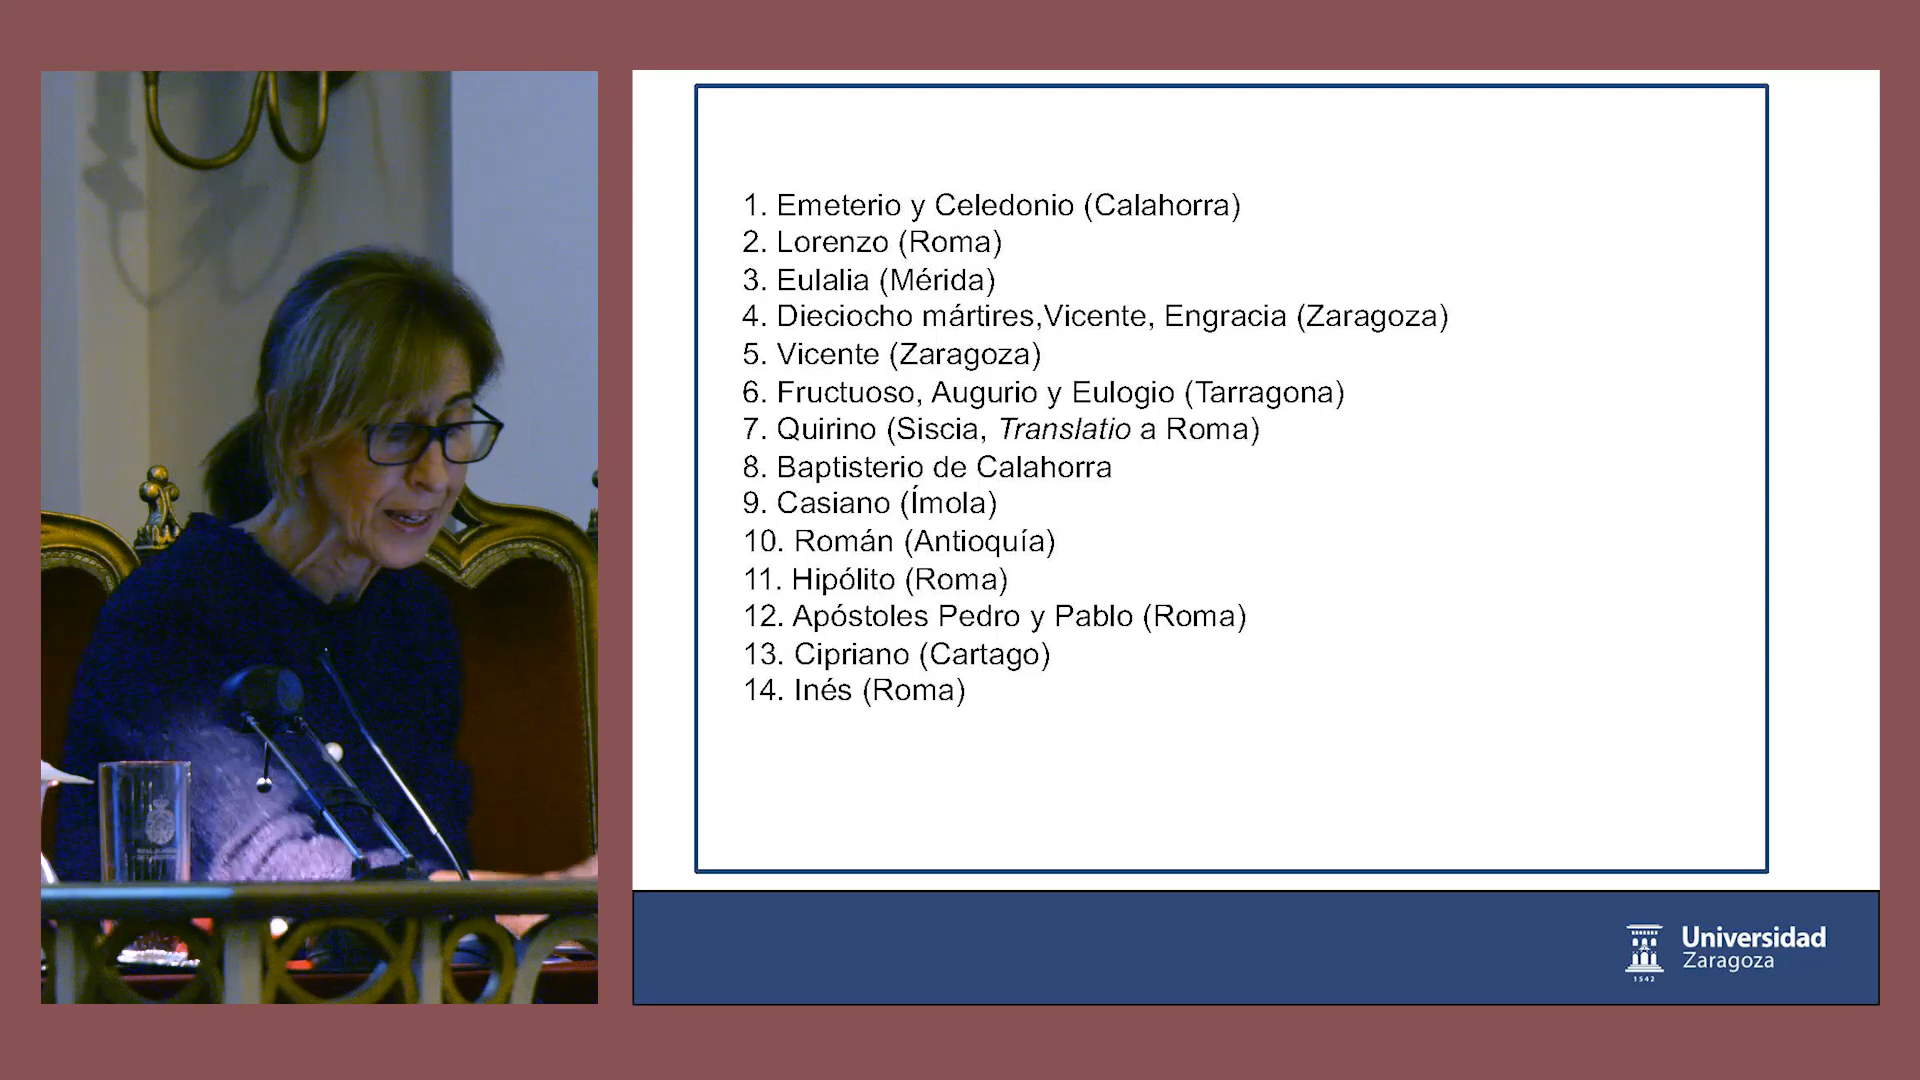 1. Emeterio y Celedonio (Calahorra)
2. Lorenzo (Roma)
3. Eulalia (Mérida)
4. Dieciocho mártires,Vicente, Engracia (Zaragoza)
5. Vicente (Zaragoza)
6. Fructuoso, Augurio y Eulogio (Tarragona)
7. Quirino (Siscia, Translatio a Roma)
8. Baptisterio de Calahorra
9. Casiano (Ímola)
10. Román (Antioquía)
11. Hipólito (Roma)
12. Apóstoles Pedro y Pablo (Roma)
13. Cipriano (Cartago)
14. Inés (Roma)
Universidad
Zaragoza
1542